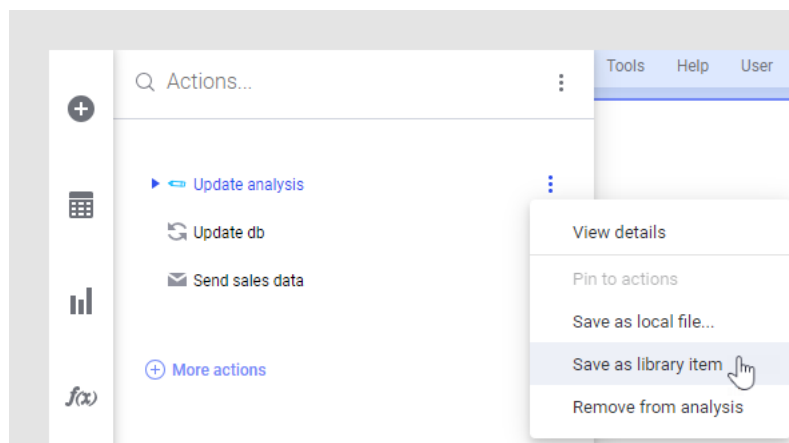 Actions...
Tools Help User
Update analysis
Update db
Send sales data
More actions
f(x)
View details
Pin to actions
Save as local file...
Save as library item
Remove from analysis